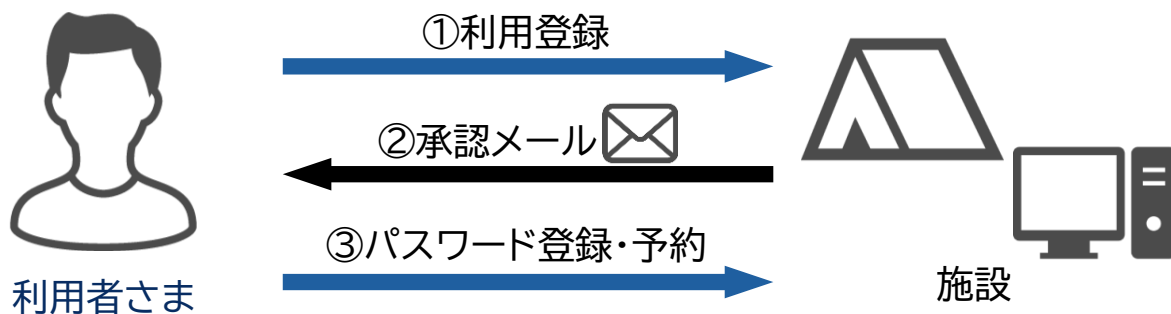 ①利用登録
②承認メール
③パスワード登録・予約
利用者さま
施設